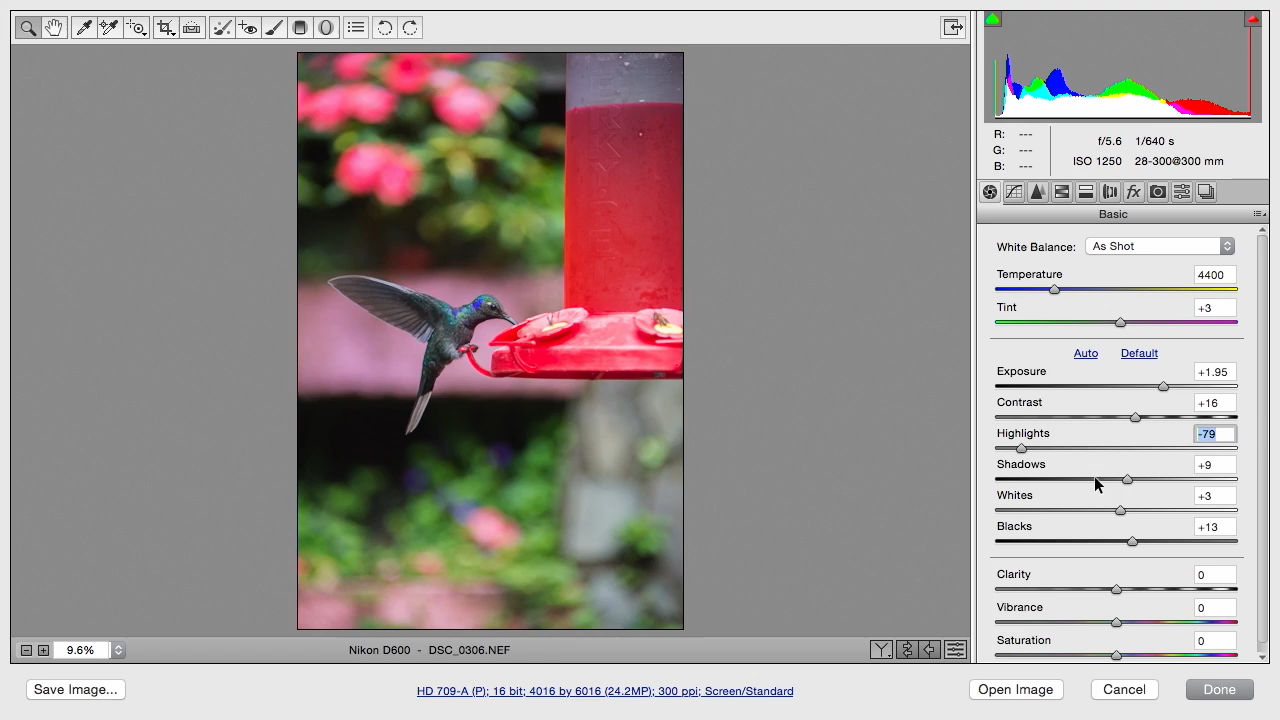 R: ---
G: ---
B: ---
f/5.6 1/640 s
ISO 1250 28-300@300 mm
fx
Basic
White Balance: As Shot
Temperature 4400
Tint +3
Auto Default
Exposure +1.95
Contrast +16
Highlights -79
Shadows +9
Whites +3
Blacks +13
Clarity 0
Vibrance 0
Saturation 0
9.6% Nikon D600 - DSC_0306.NEF Y
Save Image... HD 709-A (P); 16 bit; 4016 by 6016 (24.2MP); 300 ppi; Screen/Standard Open Image Cancel Done